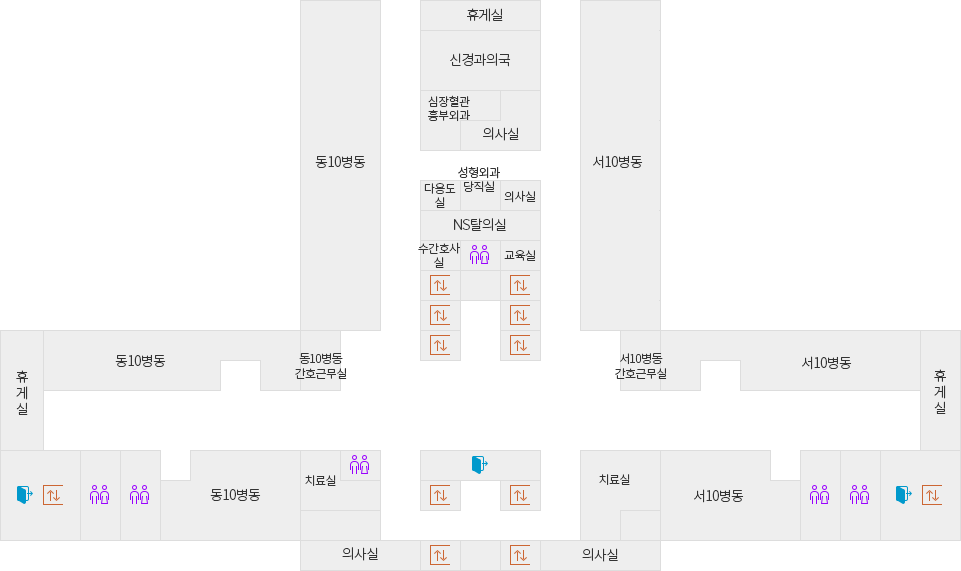 휴게실
신경과의국
심장혈관
흉부외과
의사실
동10병동
서10병동
성형외과
당직실
다용도
실
의사실
NS탈의실
수간호사
실
교육실
동10병동
동10병동
간호근무실
서10병동
간호근무실
서10병동
휴
게
실
휴
게
실
치료실
치료실
동10병동
서10병동
의사실
의사실